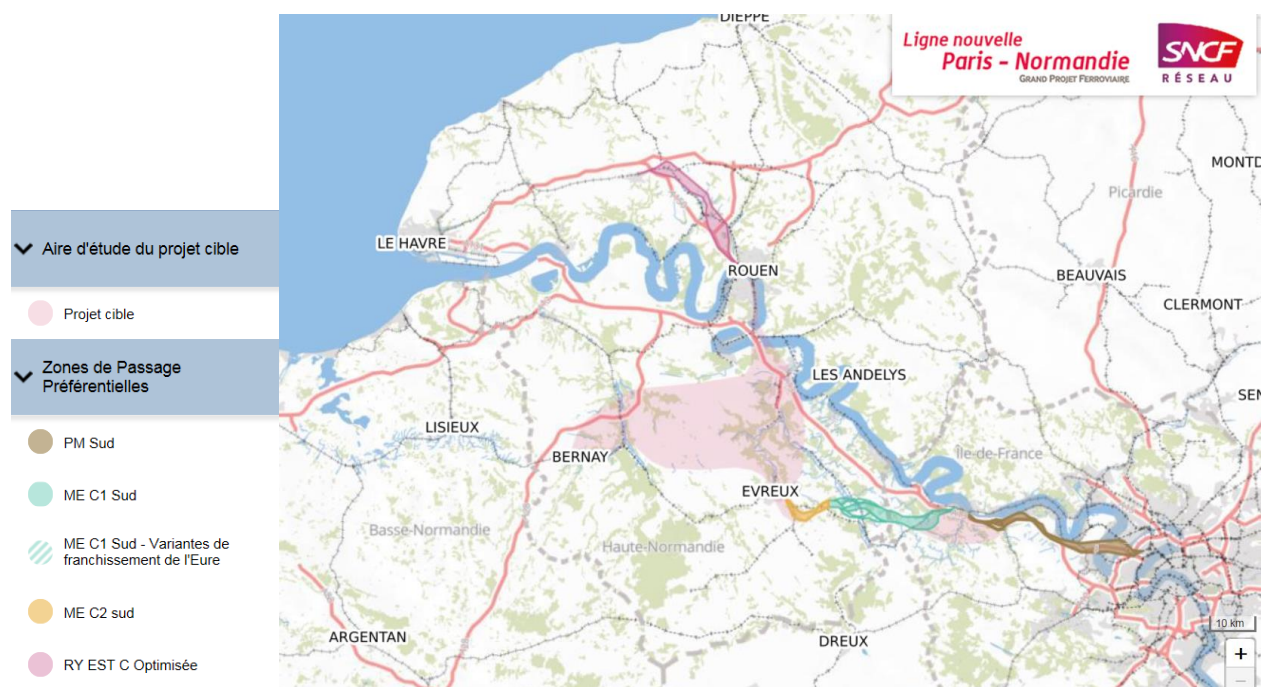 Aire d'étude du projet cible
Projet cible
Zones de Passage
Préférentielles
PM Sud
ME C1 Sud
ME C1 Sud - Variantes de
franchissement de l'Eure
ME C2 sud
RY EST C Optimisée
DIEPPE
Ligne nouvelle
Paris - Normandie
GRAND PROJET FERROVIAIRE
SNCF
RÉSEAU
MONTD
Picardie
LE HAVRE
ROUEN
BEAUVAIS
CLERMONT
LES ANDELYS
SEN
LISIEUX
BERNAY
Île-de-France
EVREUX
Basse-Normandie
Haute-Normandie
ARGENTAN
DREUX
10 km
+
−